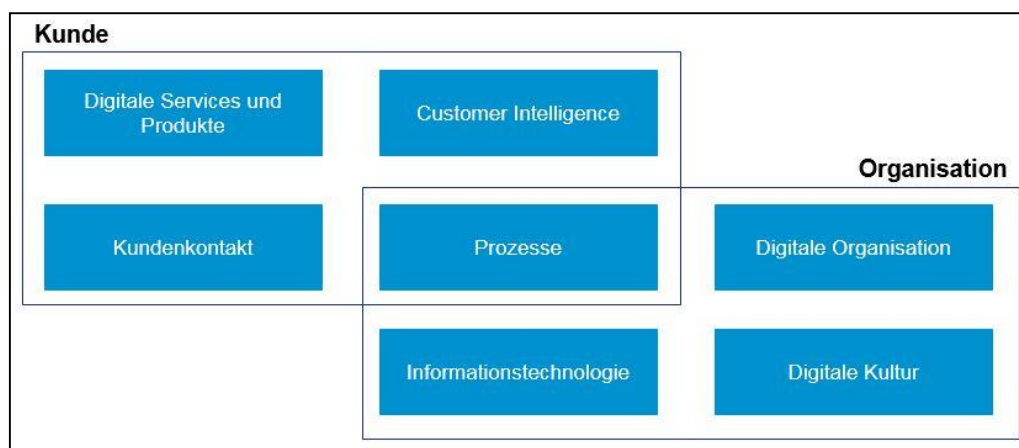 Kunde
Digitale Services und
Produkte
Customer Intelligence
Organisation
Kundenkontakt
Prozesse
Digitale Organisation
Informationstechnologie
Digitale Kultur